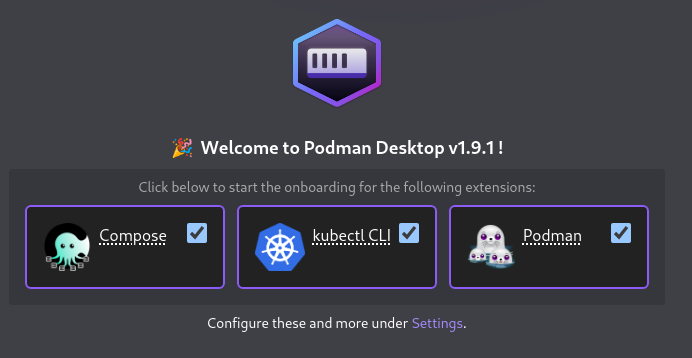 🎉 Welcome to Podman Desktop v1.9.1 !
Click below to start the onboarding for the following extensions:
Compose
kubectl CLI
Podman
Configure these and more under Settings.